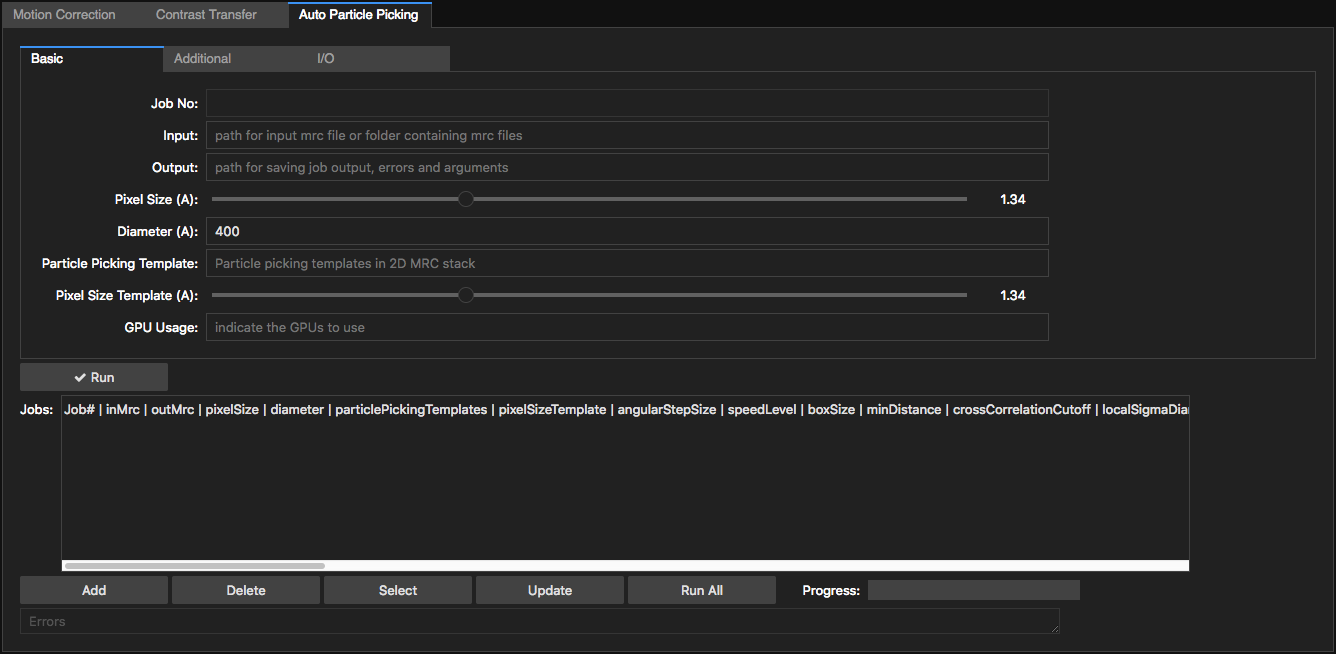 Motion Correction Contrast Transfer Auto Particle Picking
Basic Additional I/O
Job No:
Input: path for input mrc file or folder containing mrc files
Output: path for saving job output, errors and arguments
Pixel Size (A): 1.34
Diameter (A): 400
Particle Picking Template: Particle picking templates in 2D MRC stack
Pixel Size Template (A): 1.34
GPU Usage: indicate the GPUs to use
Run
Jobs: Job# | inMrc | outMrc | pixelSize | diameter | particlePickingTemplates | pixelSizeTemplate | angularStepSize | speedLevel | boxSize | minDistance | crossCorrelationCutoff | localSigmaDia
Add Delete Select Update Run All Progress:
Errors